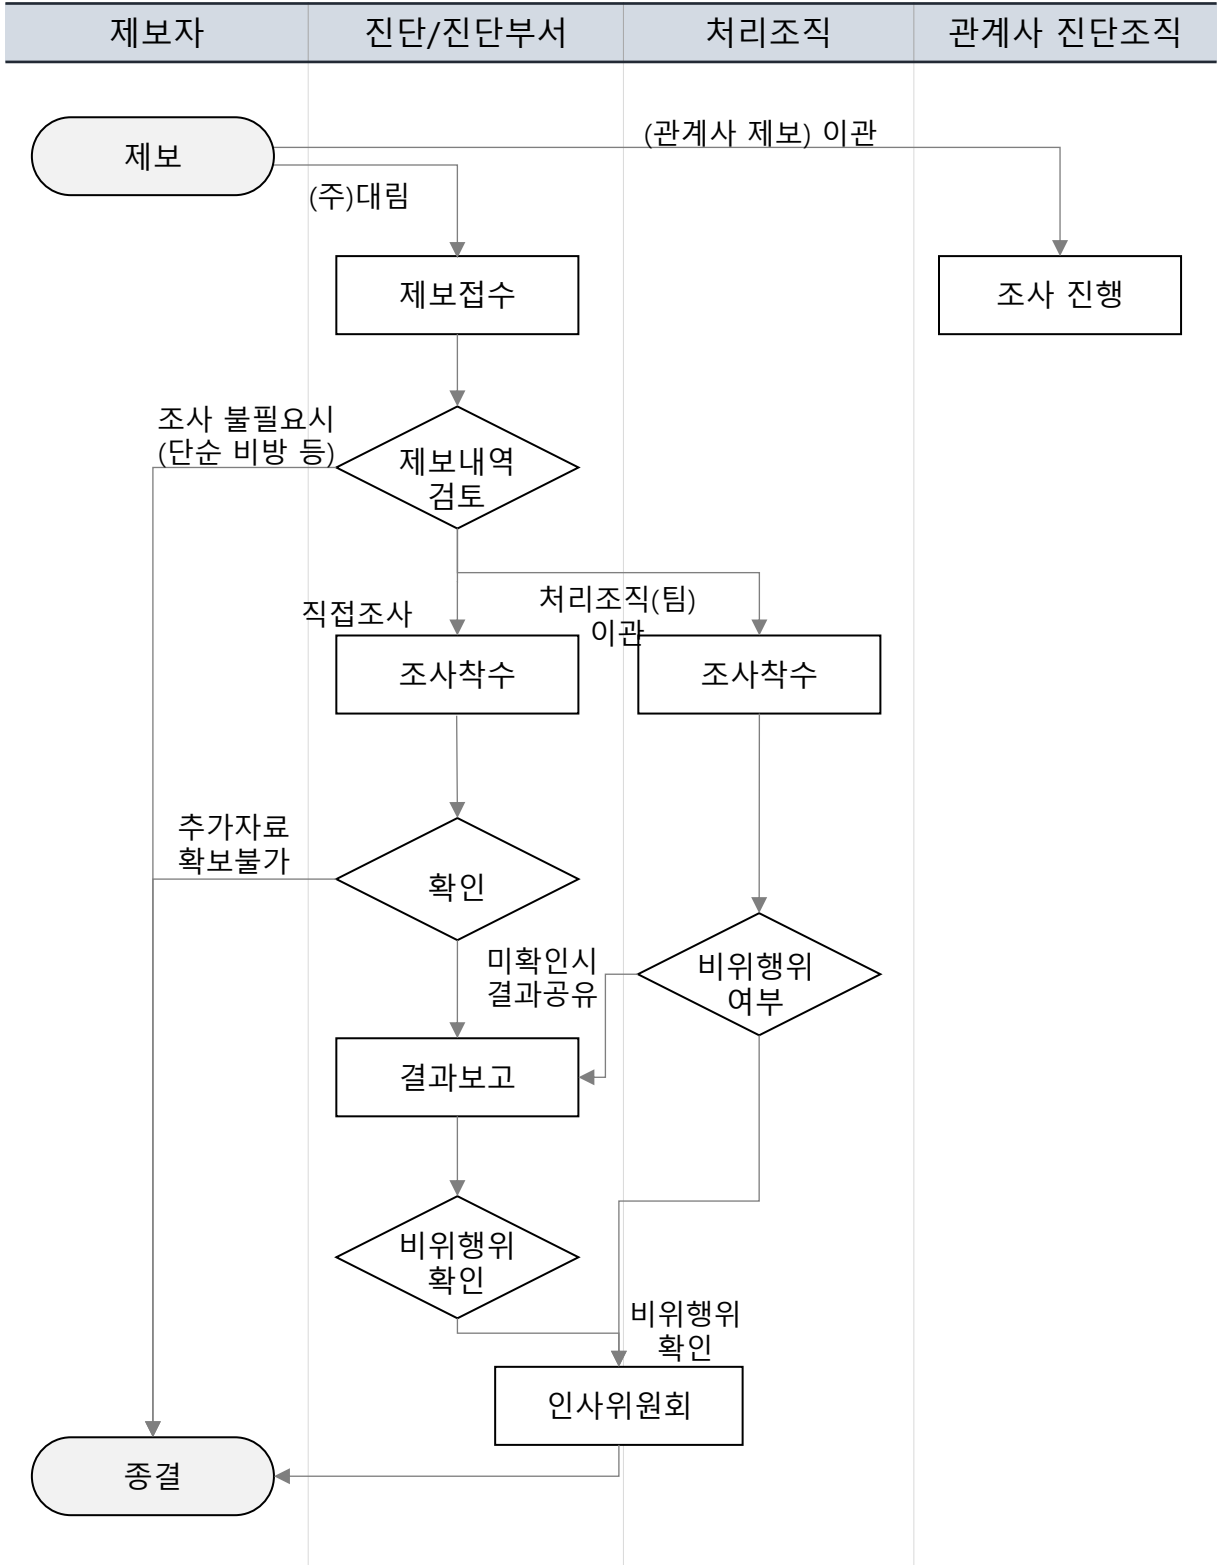 제보자 진단/진단부서 처리조직 관계사 진단조직
제보
(관계사 제보) 이관
(주)대림
제보접수
조사 진행
조사 불필요시
(단순 비방 등)
제보내역
검토
직접조사
처리조직(팀)
이관
조사착수
조사착수
추가자료
확보불가
확인
미확인시
결과공유
비위행위
여부
결과보고
비위행위
확인
비위행위
확인
인사위원회
종결